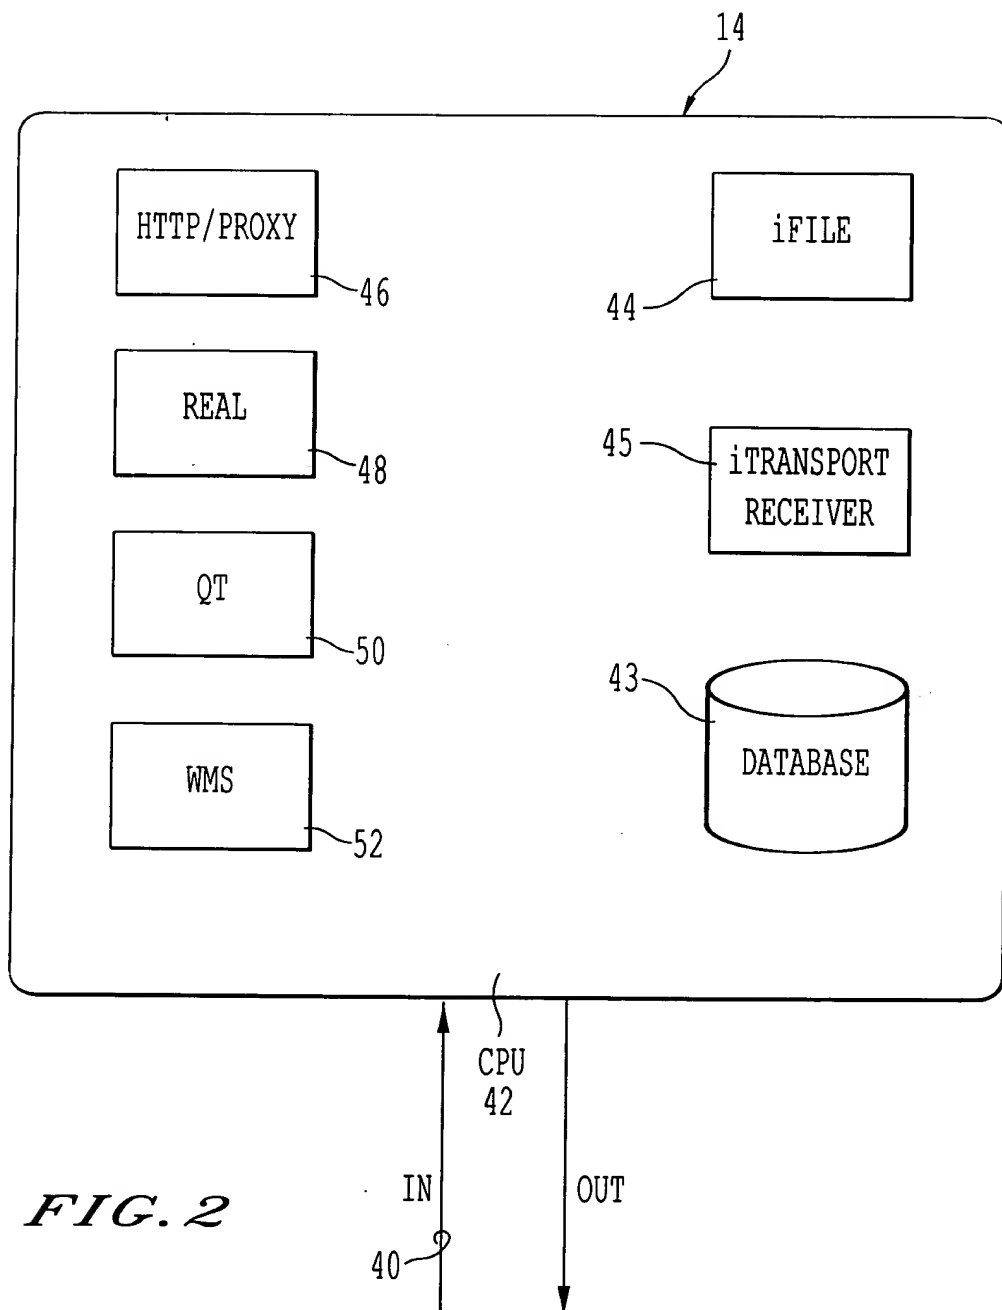 14
HTTP/PROXY
46
iFILE
44
REAL
48
45
iTRANSPORT
RECEIVER
QT
50
43
DATABASE
WMS
52
CPU
42
IN
OUT
40
FIG. 2